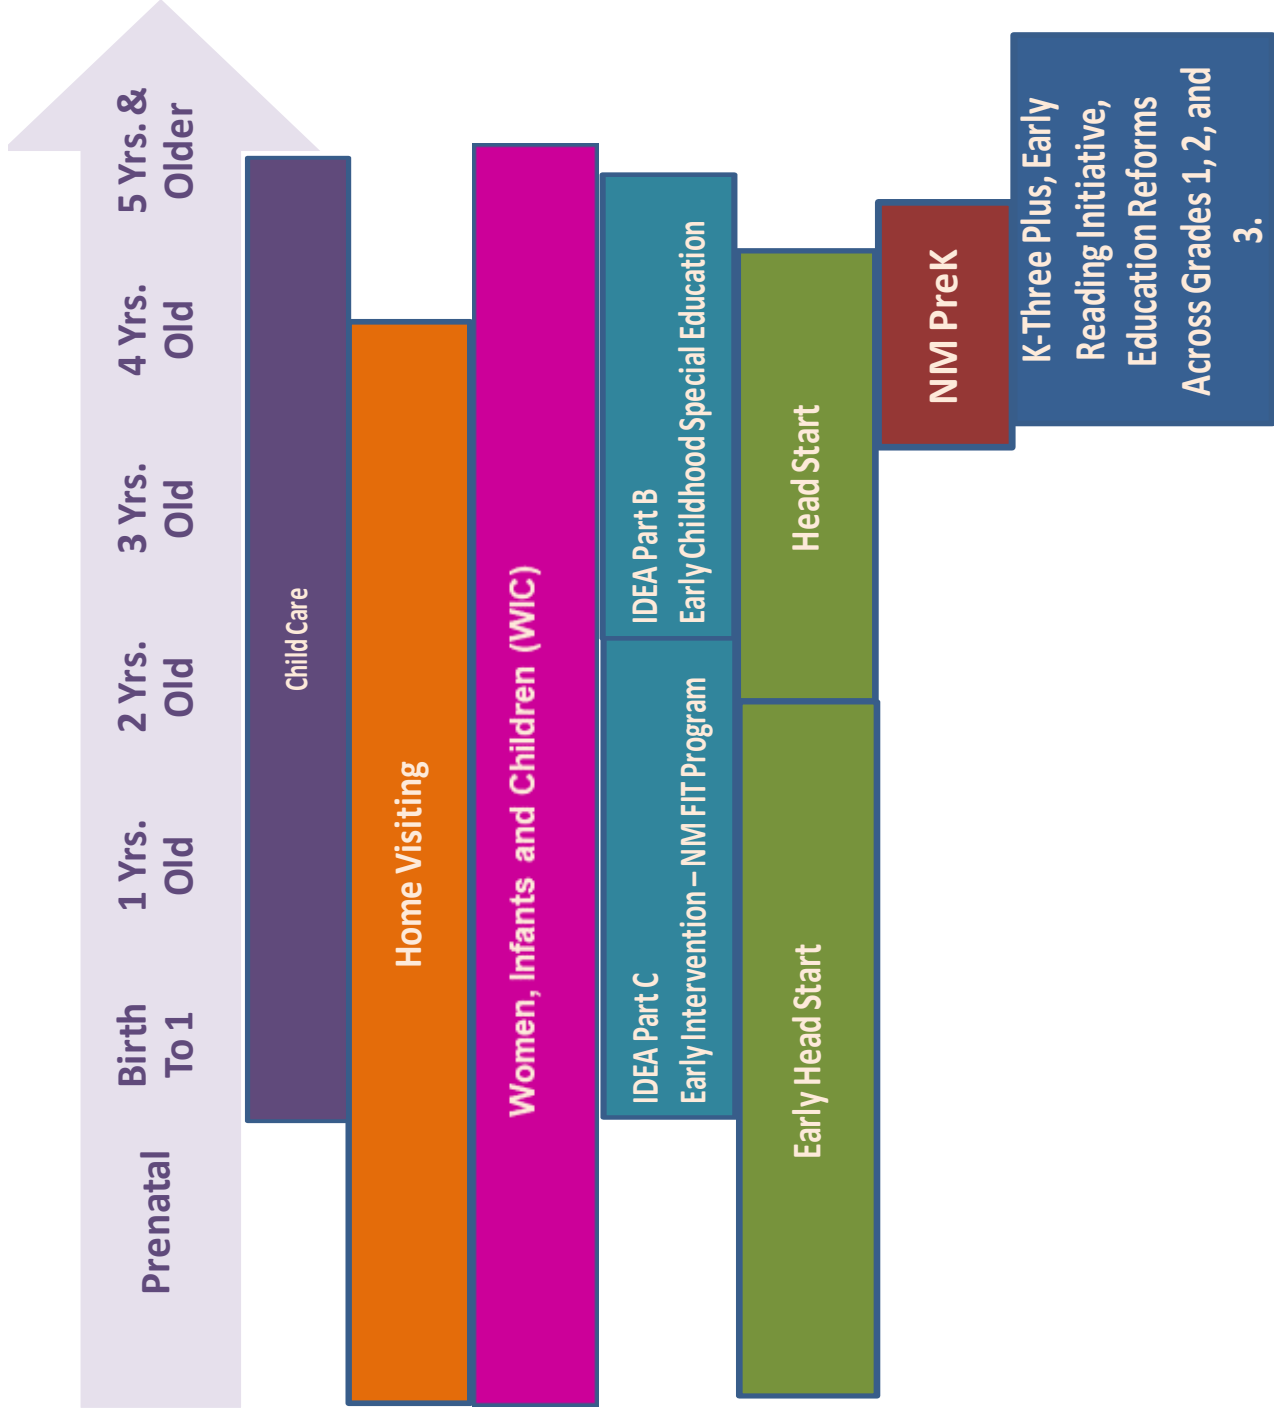 Prenatal
Birth
To 1
1 Yrs.
Old
2 Yrs.
Old
3 Yrs.
Old
4 Yrs.
Old
5 Yrs. &
Older
Child Care
Home Visiting
Women, Infants and Children (WIC)
IDEA Part C
Early Intervention – NM FIT Program
IDEA Part B
Early Childhood Special Education
Early Head Start
Head Start
NM PreK
K-Three Plus, Early
Reading Initiative,
Education Reforms
Across Grades 1, 2, and
3.